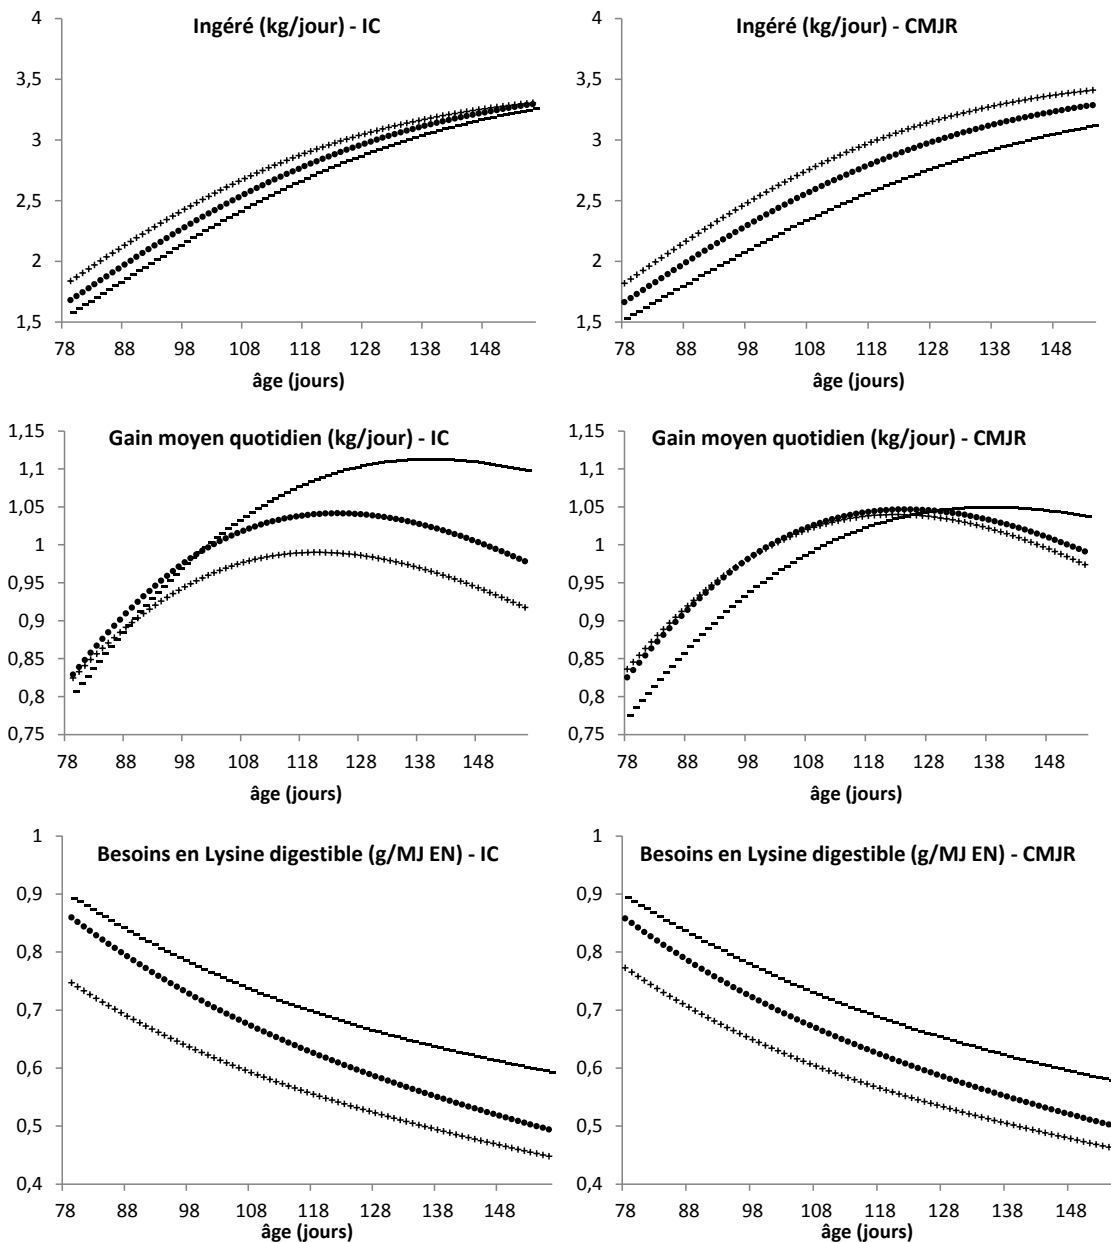 Ingéré (kg/jour) - IC
4
3,5
3
2,5
2
1,5
78 88 98 108 118 128 138 148
âge (jours)
Ingéré (kg/jour) - CMJR
4
3,5
3
2,5
2
1,5
78 88 98 108 118 128 138 148
âge (jours)
Gain moyen quotidien (kg/jour) - IC
1,15
1,1
1,05
1
0,95
0,9
0,85
0,8
0,75
78 88 98 108 118 128 138 148
âge (jours)
Gain moyen quotidien (kg/jour) - CMJR
1,15
1,1
1,05
1
0,95
0,9
0,85
0,8
0,75
78 88 98 108 118 128 138 148
âge (jours)
Besoins en Lysine digestible (g/MJ EN) - IC
1
0,9
0,8
0,7
0,6
0,5
0,4
78 88 98 108 118 128 138 148
âge (jours)
Besoins en Lysine digestible (g/MJ EN) - CMJR
1
0,9
0,8
0,7
0,6
0,5
0,4
78 88 98 108 118 128 138 148
âge (jours)